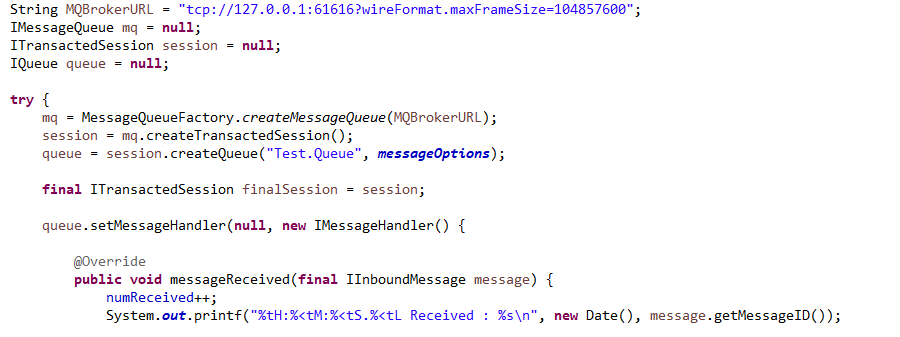 String MQBrokerURL = "tcp://127.0.0.1:61616?wireFormat.maxFrameSize=104857600";
IMessageQueue mq = null;
ITransactedSession session = null;
IQueue queue = null;
try {
mq = MessageQueueFactory.createMessageQueue(MQBrokerURL);
session = mq.createTransactedSession();
queue = session.createQueue("Test.Queue", messageOptions);
final ITransactedSession finalSession = session;
queue.setMessageHandler(null, new IMessageHandler() {
@Override
public void messageReceived(final IInboundMessage message) {
numReceived++;
System.out.printf("%tH:%<tM:%<tS.%<tL Received : %s\n", new Date(), message.getMessageID());